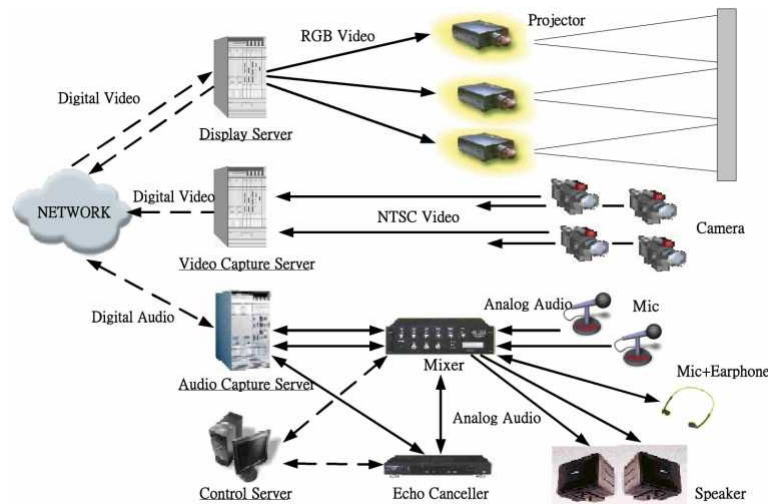 RGB Video
Projector
Digital Video
Display Server
NETWORK
Digital Video
NTSC Video
Camera
Video Capture Server
Digital Audio
Analog Audio
Mic
Mixer
Audio Capture Server
Mic+Earphone
Analog Audio
Control Server
Echo Canceller
Speaker